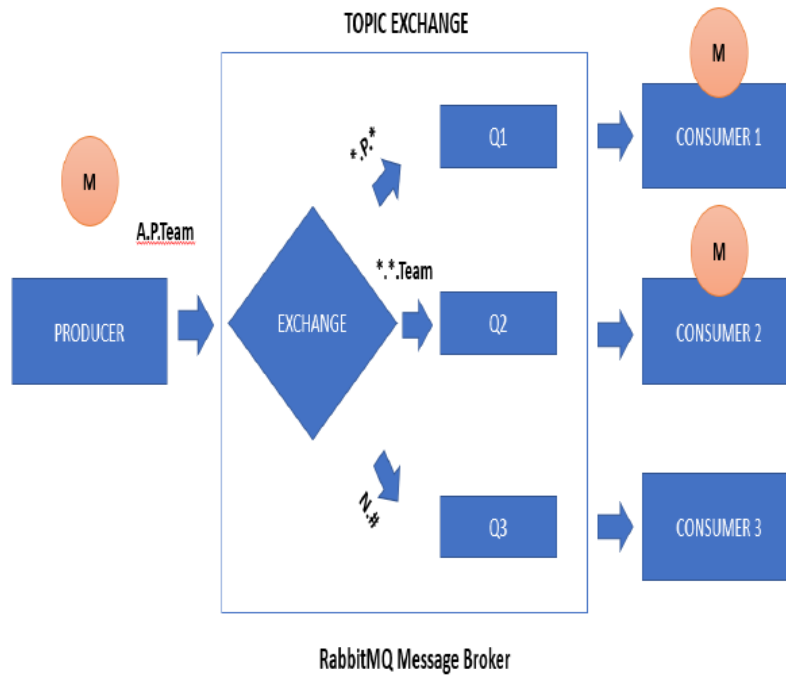 TOPIC EXCHANGE
M
M
*.P.*
Q1
CONSUMER 1
A.P.Team
M
*.*.Team
PRODUCER
EXCHANGE
Q2
CONSUMER 2
N.#
Q3
CONSUMER 3
RabbitMQ Message Broker